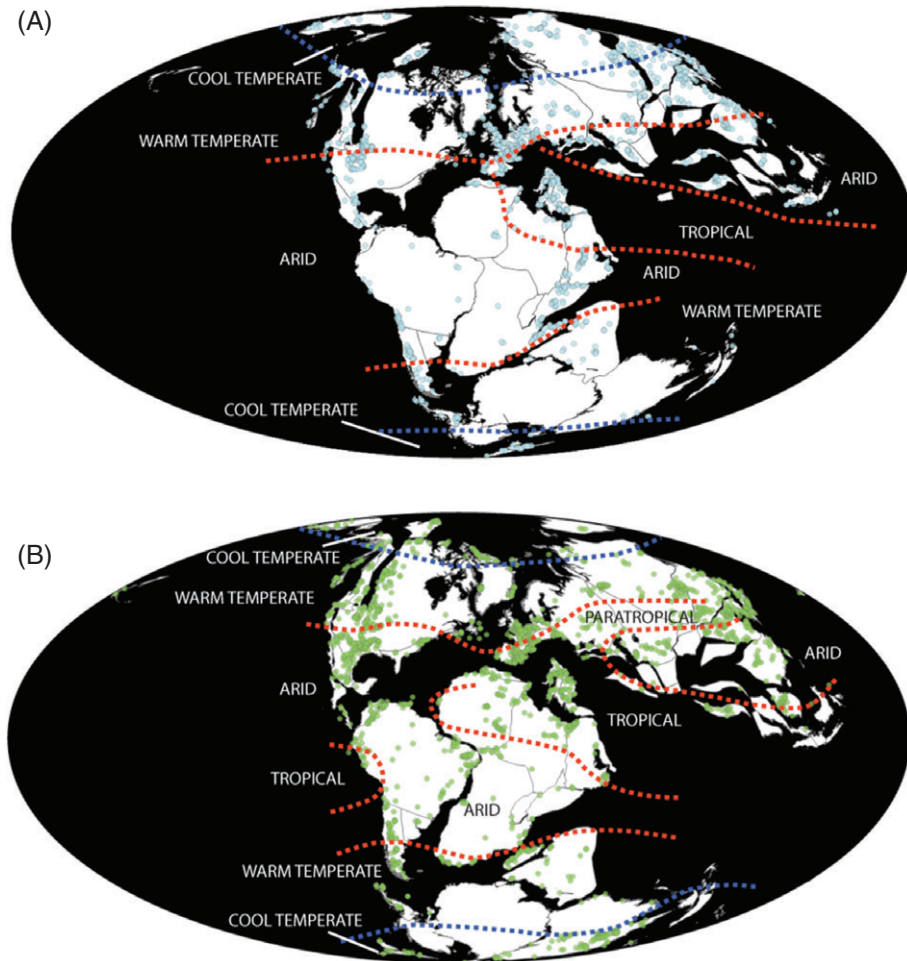 (A)
COOL TEMPERATE
WARM TEMPERATE
ARID
TROPICAL
ARID
ARID
WARM TEMPERATE
COOL TEMPERATE
(B)
COOL TEMPERATE
WARM TEMPERATE
PARATROPICAL
ARID
ARID
TROPICAL
TROPICAL
ARID
WARM TEMPERATE
COOL TEMPERATE